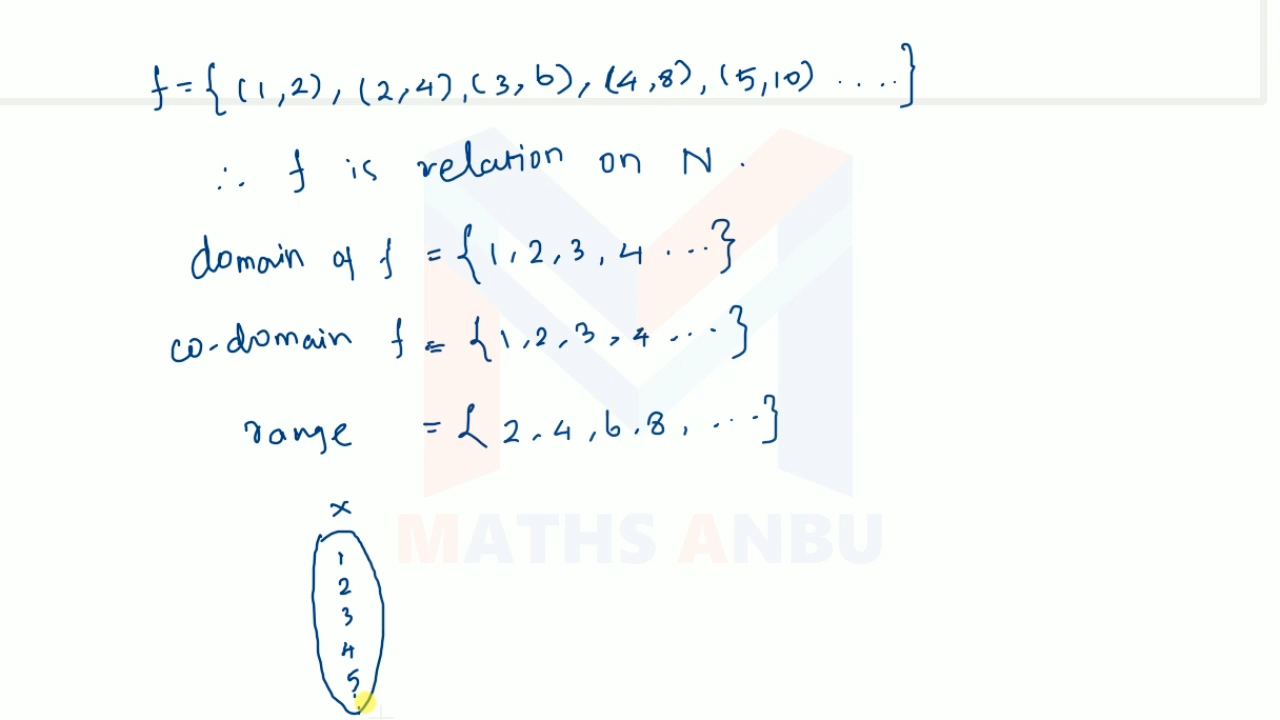 f = { (1,2), (2,4), (3,6), (4,8), (5,10) .... }
∴ f is relation on N.
domain of f = { 1, 2, 3, 4 ... }
co-domain f = { 1, 2, 3, 4 ... }
range = { 2, 4, 6, 8, ... }
x
1
2
3
4
5
MATHS ANBU